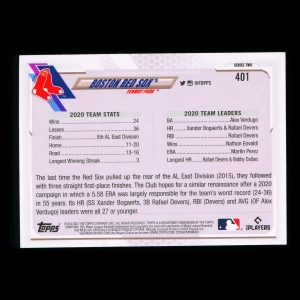 SERIES TWO
BOSTON RED SOX™
FENWAY PARK™
@TOPPS
401
2020 TEAM STATS
Wins 24
Losses 36
Finish 5th AL East Division
Home 11-20
Road 13-16
Longest Winning Streak 3
2020 TEAM LEADERS
BA Alex Verdugo
HR Xander Bogaerts & Rafael Devers
RBI Rafael Devers
Wins Nathan Eovaldi
ERA Martin Perez
Longest HR Rafael Devers & Bobby Dalbec
The last time the Red Sox pulled up the rear of the AL East Division (2015), they followed
with three straight first-place finishes. The Club hopes for a similar renaissance after a 2020
campaign in which a 5.58 ERA was largely responsible for the team's worst record (24-36)
in 55 years. Its HR (SS Xander Bogaerts, 3B Rafael Devers), RBI (Devers) and AVG (OF Alex
Verdugo) leaders were all 27 or younger.
Topps
PLAYERS